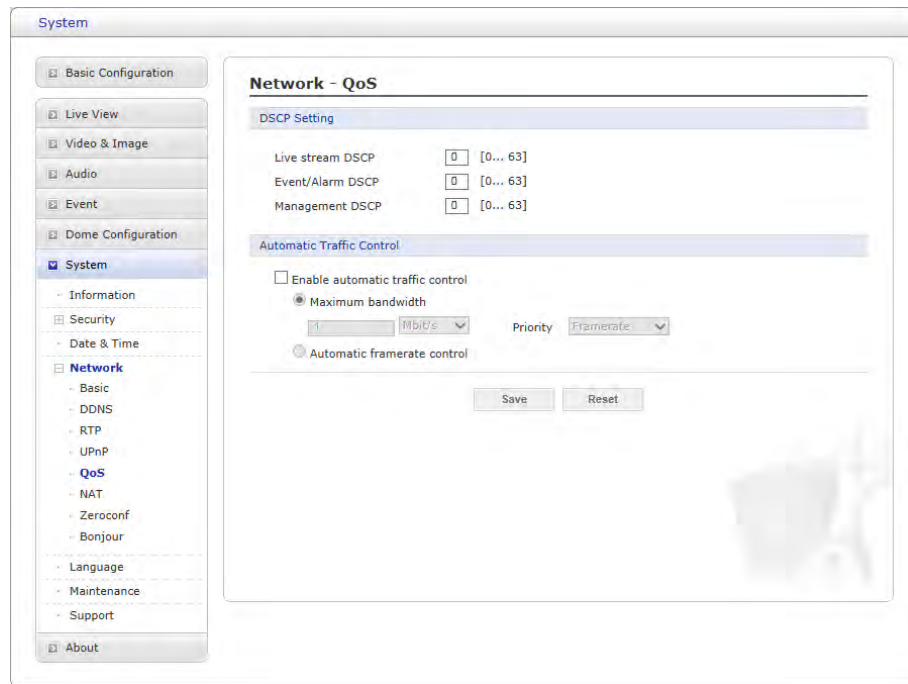 System
Basic Configuration
Live View
Video & Image
Audio
Event
Dome Configuration
System
Information
Security
Date & Time
Network
Basic
DDNS
RTP
UPnP
QoS
NAT
Zeroconf
Bonjour
Language
Maintenance
Support
About
Network - QoS
DSCP Setting
Live stream DSCP 0 [0... 63]
Event/Alarm DSCP 0 [0... 63]
Management DSCP 0 [0... 63]
Automatic Traffic Control
Enable automatic traffic control
Maximum bandwidth
1 Mbit/s Priority Framerate
Automatic framerate control
Save Reset